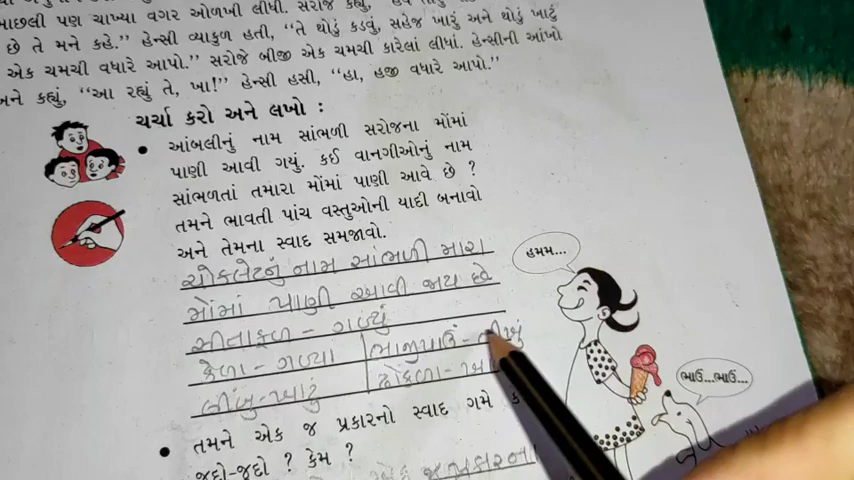 માછલી પણ ચાખ્યા વગર ઓળખી લીધી. સરોજે કહ્યું,
છે તે મને કહે.” હેન્સી વ્યાકુળ હતી, “તે થોડું કડવું, સહેજ ખારું અને થોડું ખાટું
એક ચમચી વધારે આપો.” સરોજે બીજી એક ચમચી કારેલાં લીધાં. હેન્સીની આંખો
અને કહ્યું, “આ રહ્યું તે, ખા!” હેન્સી હસી, “હા, હજી વધારે આપો.”
ચર્ચા કરો અને લખો :
• આંબલીનું નામ સાંભળી સરોજના મોંમાં
પાણી આવી ગયું. કઈ વાનગીઓનું નામ
સાંભળતાં તમારા મોંમાં પાણી આવે છે ?
તમને ભાવતી પાંચ વસ્તુઓની યાદી બનાવો
અને તેમના સ્વાદ સમજાવો.
ચોકલેટનું નામ સાંભળી મારા
મોંમાં પાણી આવી જાય છે
સીતાફળ - ગળ્યું
કેળા - ગળ્યા
ભાજીપાઉં - તીખું
લીંબુ - ખાટું
ઢોકળા -
હમમ...
ભાઉ...ભાઉ...
• તમને એક જ પ્રકારનો સ્વાદ ગમે કે
જુદો-જુદો ? કેમ ?